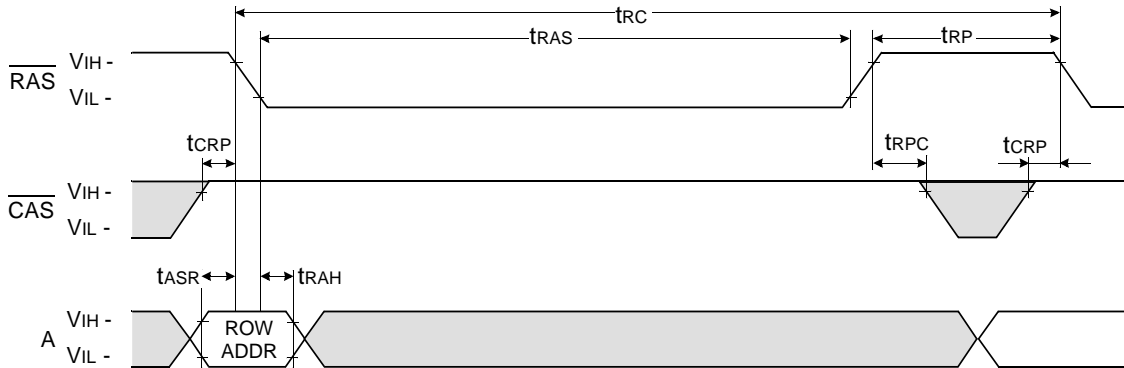 tRC
tRAS
tRP
RAS
VIH -
VIL -
tCRP
tRPC
tCRP
CAS
VIH -
VIL -
tASR
tRAH
A
VIH -
VIL -
ROW
ADDR